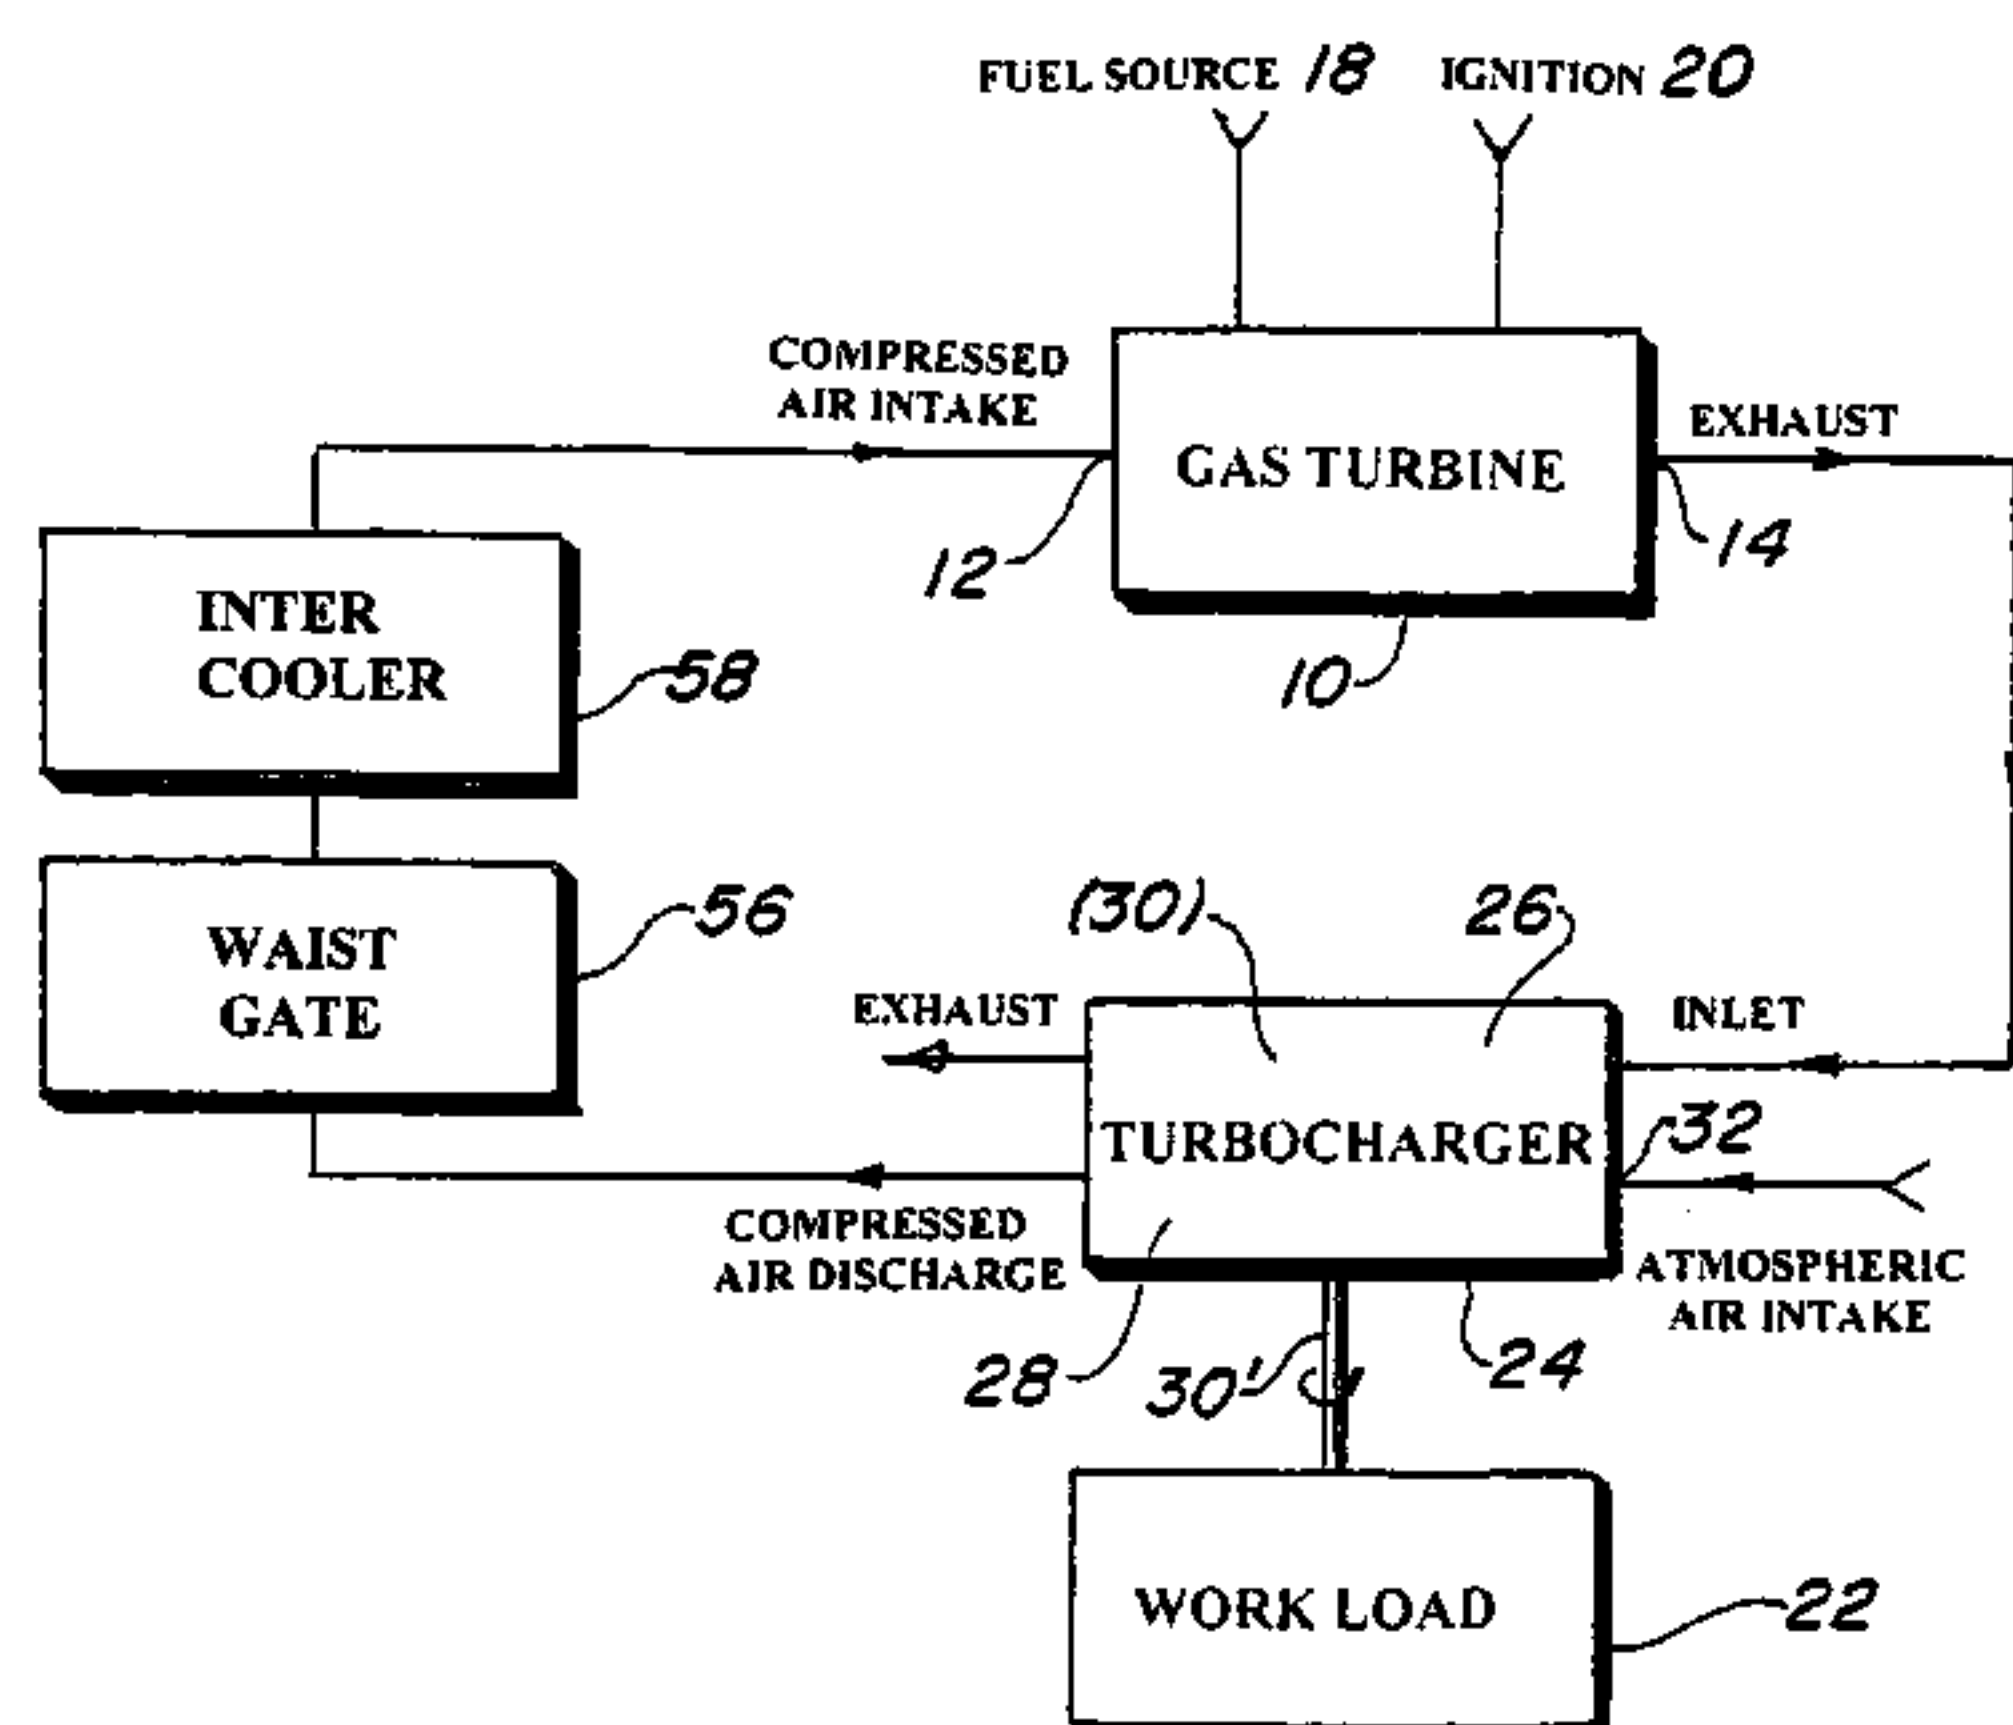 FUEL SOURCE 18 IGNITION 20
COMPRESSED
AIR INTAKE
GAS TURBINE
EXHAUST
12
14
10
INTER
COOLER
58
WAIST
GATE
56
(30)
26
EXHAUST
INLET
TURBOCHARGER
32
COMPRESSED
AIR DISCHARGE
ATMOSPHERIC
AIR INTAKE
28
30'
24
WORK LOAD
22